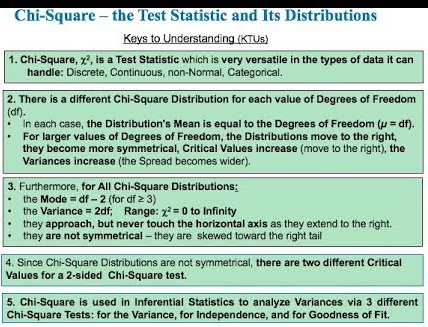 Chi-Square – the Test Statistic and Its Distributions
Keys to Understanding (KTUs)
1. Chi-Square, χ², is a Test Statistic which is very versatile in the types of data it can
handle: Discrete, Continuous, non-Normal, Categorical.
2. There is a different Chi-Square Distribution for each value of Degrees of Freedom
(df).
• In each case, the Distribution's Mean is equal to the Degrees of Freedom (μ = df).
• For larger values of Degrees of Freedom, the Distributions move to the right,
they become more symmetrical, Critical Values increase (move to the right), the
Variances increase (the Spread becomes wider).
3. Furthermore, for All Chi-Square Distributions:
• the Mode = df – 2 (for df ≥ 3)
• the Variance = 2df; Range: χ² = 0 to Infinity
• they approach, but never touch the horizontal axis as they extend to the right.
• they are not symmetrical – they are skewed toward the right tail
4. Since Chi-Square Distributions are not symmetrical, there are two different Critical
Values for a 2-sided Chi-Square test.
5. Chi-Square is used in Inferential Statistics to analyze Variances via 3 different
Chi-Square Tests: for the Variance, for Independence, and for Goodness of Fit.